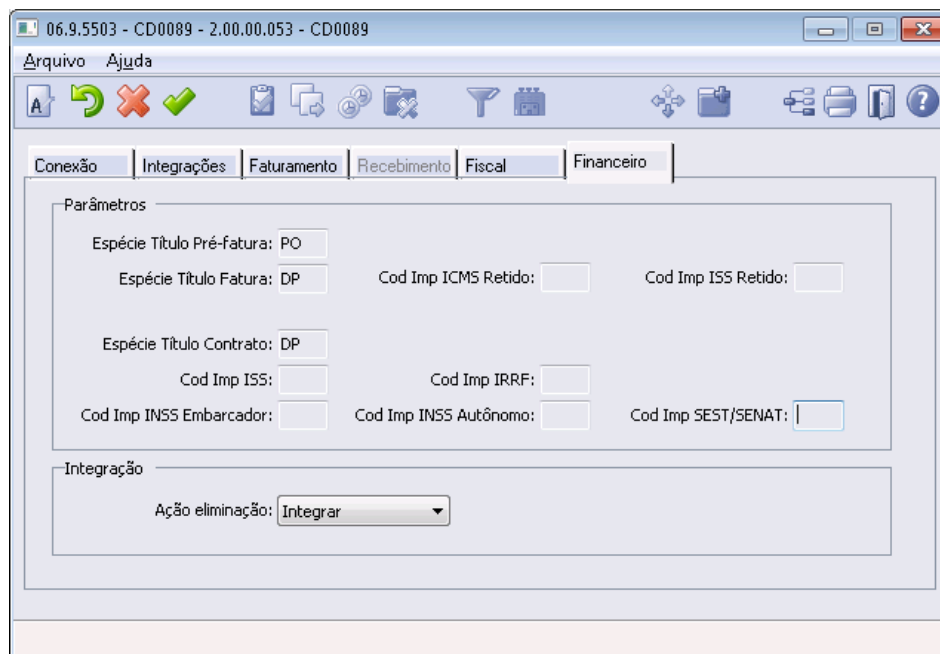 06.9.5503 - CD0089 - 2.00.00.053 - CD0089
Arquivo Ajuda
A ?
Conexão Integrações Faturamento Recebimento Fiscal Financeiro
Parâmetros
Espécie Título Pré-fatura: PO
Espécie Título Fatura: DP Cod Imp ICMS Retido: Cod Imp ISS Retido:
Espécie Título Contrato: DP
Cod Imp ISS: Cod Imp IRRF:
Cod Imp INSS Embarcador: Cod Imp INSS Autônomo: Cod Imp SEST/SENAT:
Integração
Ação eliminação: Integrar